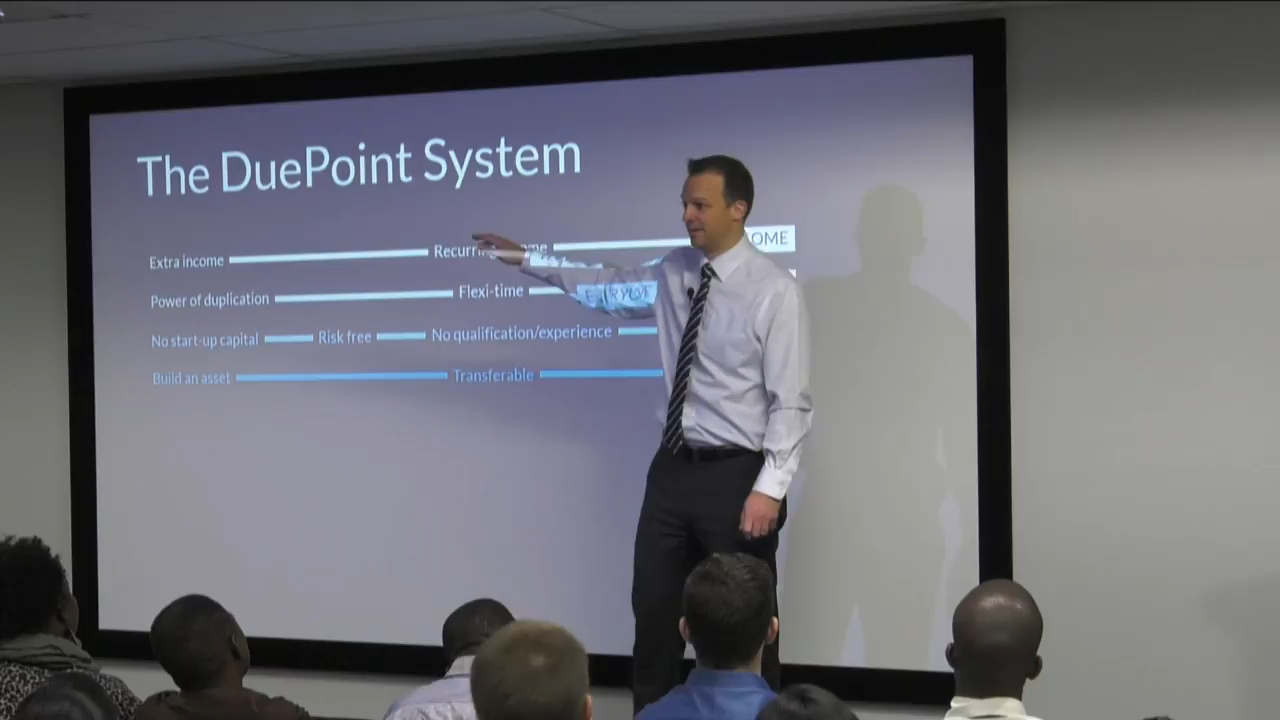 The DuePoint System
Extra income Recurring
Power of duplication Flexi-time
No start-up capital Risk free No qualification/experience
Build an asset Transferable